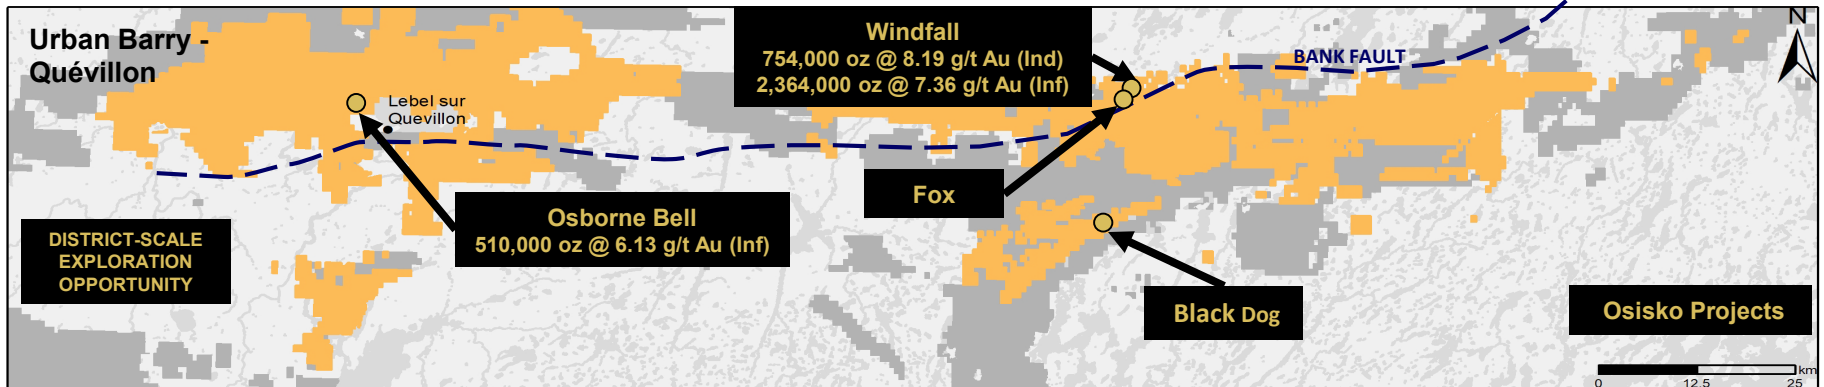 Urban Barry -
Quévillon
Windfall
754,000 oz @ 8.19 g/t Au (Ind)
2,364,000 oz @ 7.36 g/t Au (Inf)
BANK FAULT
N
Lebel sur
Quevillon
Fox
Osborne Bell
510,000 oz @ 6.13 g/t Au (Inf)
DISTRICT-SCALE
EXPLORATION
OPPORTUNITY
Black Dog
Osisko Projects
km
0 12.5 25